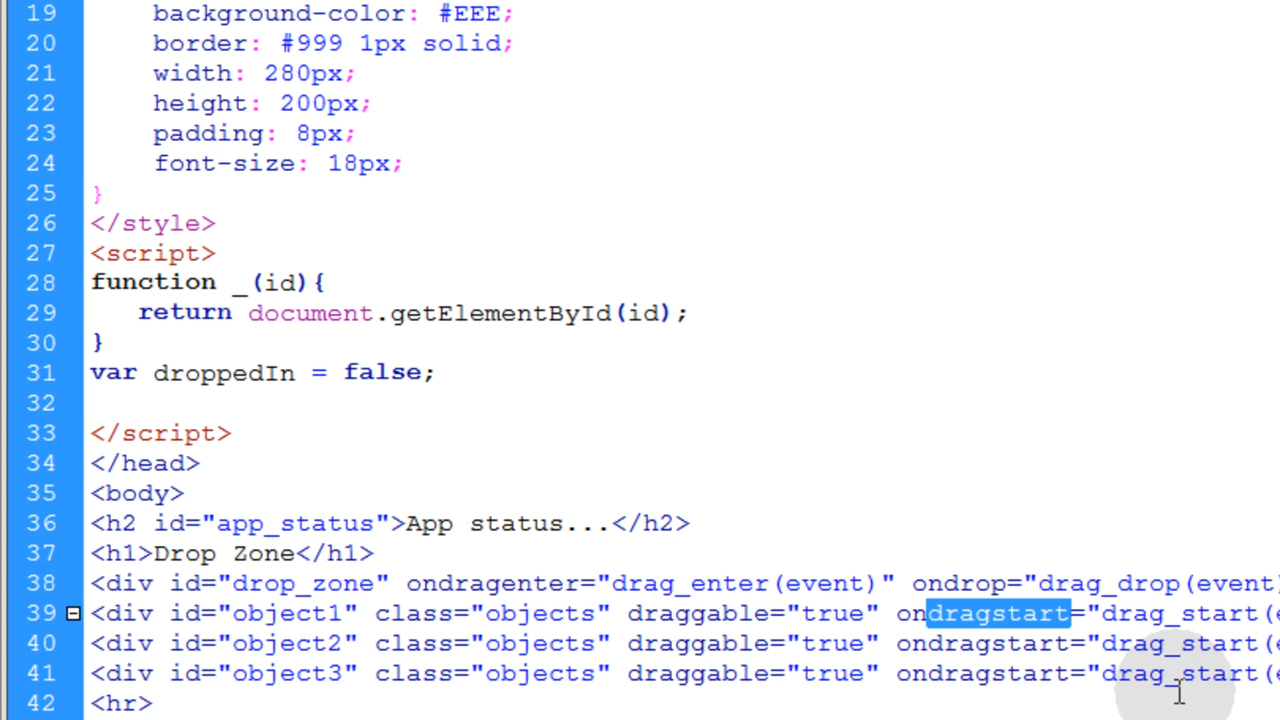 19 background-color: #EEE;
20 border: #999 1px solid;
21 width: 280px;
22 height: 200px;
23 padding: 8px;
24 font-size: 18px;
25 }
26 </style>
27 <script>
28 function _(id){
29 return document.getElementById(id);
30 }
31 var droppedIn = false;
32
33 </script>
34 </head>
35 <body>
36 <h2 id="app_status">App status...</h2>
37 <h1>Drop Zone</h1>
38 <div id="drop_zone" ondragenter="drag_enter(event)" ondrop="drag_drop(event)
39 <div id="object1" class="objects" draggable="true" ondragstart="drag_start(e
40 <div id="object2" class="objects" draggable="true" ondragstart="drag_start(e
41 <div id="object3" class="objects" draggable="true" ondragstart="drag_start(e
42 <hr>